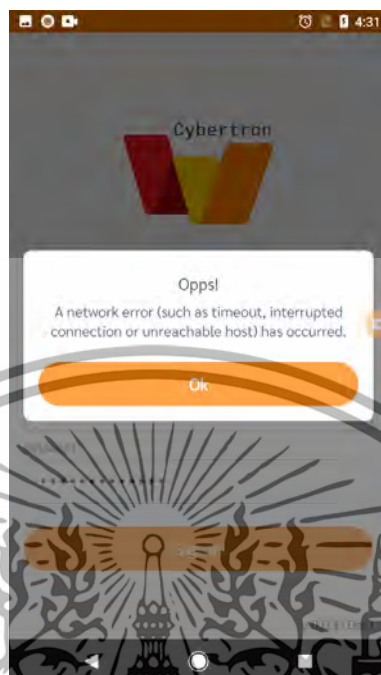 4:31
Cybertron
Opps!
A network error (such as timeout, interrupted
connection or unreachable host) has occurred.
Ok